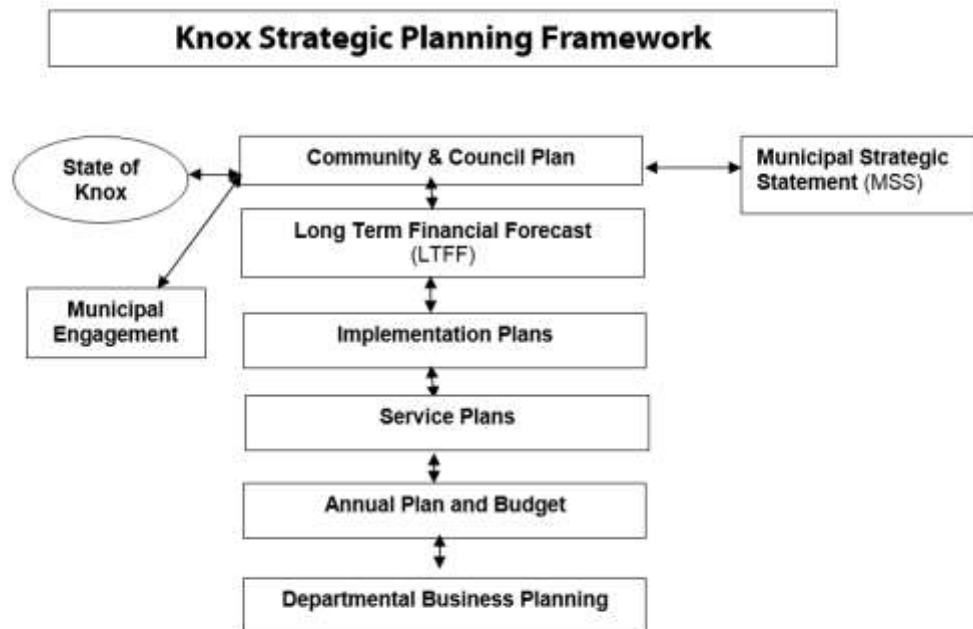 Knox Strategic Planning Framework
State of
Knox
Community & Council Plan
Municipal Strategic
Statement (MSS)
Long Term Financial Forecast
(LTFF)
Municipal
Engagement
Implementation Plans
Service Plans
Annual Plan and Budget
Departmental Business Planning